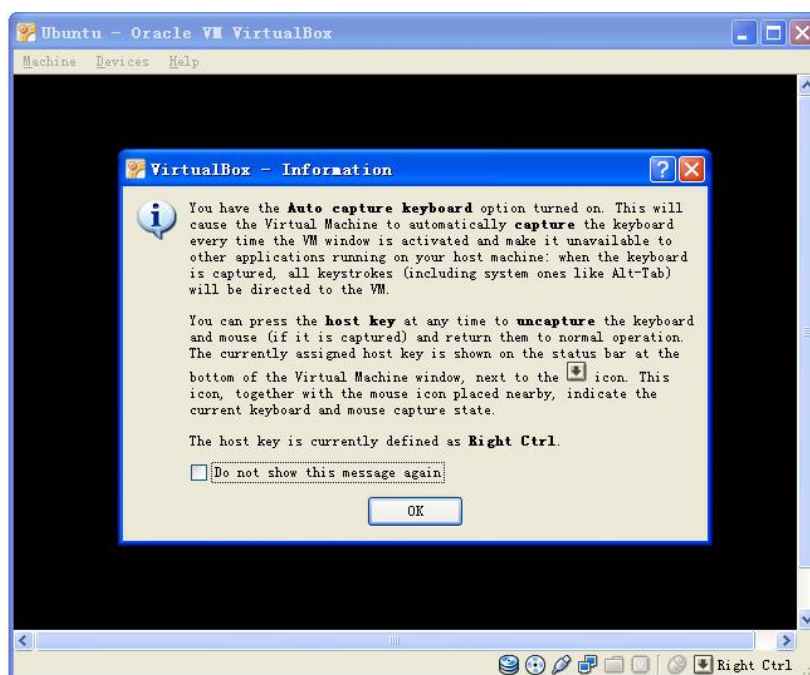 Ubuntu - Oracle VM VirtualBox
Machine Devices Help
VirtualBox - Information
You have the Auto capture keyboard option turned on. This will
cause the Virtual Machine to automatically capture the keyboard
every time the VM window is activated and make it unavailable to
other applications running on your host machine: when the keyboard
is captured, all keystrokes (including system ones like Alt-Tab)
will be directed to the VM.
You can press the host key at any time to uncapture the keyboard
and mouse (if it is captured) and return them to normal operation.
The currently assigned host key is shown on the status bar at the
bottom of the Virtual Machine window, next to the icon. This
icon, together with the mouse icon placed nearby, indicate the
current keyboard and mouse capture state.
The host key is currently defined as Right Ctrl.
Do not show this message again
OK
Right Ctrl